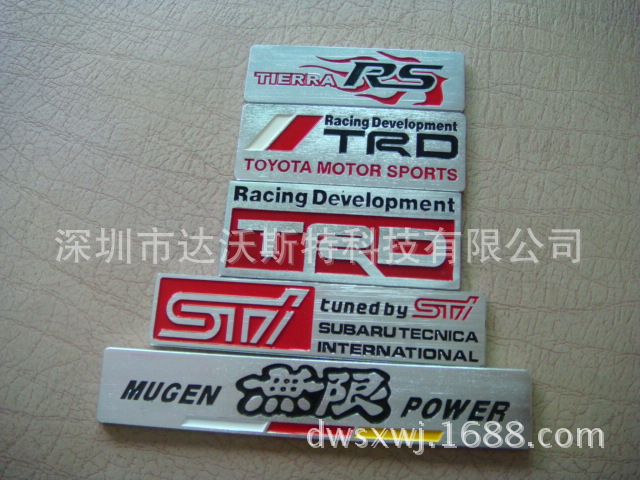 TIERRA RS
Racing Development
TRD
TOYOTA MOTOR SPORTS
Racing Development
TRD
深圳市达沃斯特科技有限公司
STi tuned by STi
SUBARU TECNICA
INTERNATIONAL
MUGEN 無限 POWER
dwsxwj.1688.com